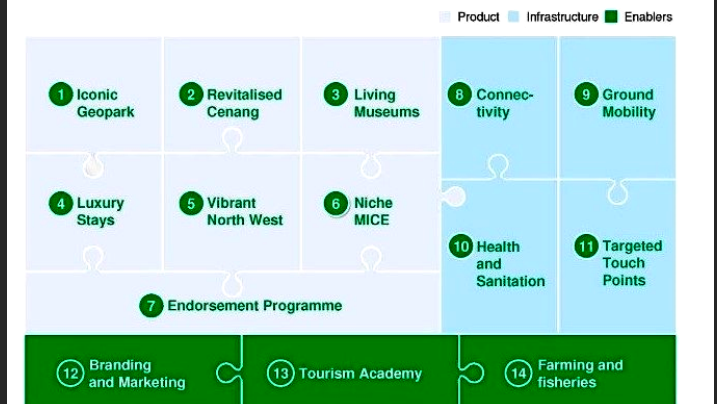 Product Infrastructure Enablers
1 Iconic
Geopark
2 Revitalised
Cenang
3 Living
Museums
8 Connec-
tivity
9 Ground
Mobility
4 Luxury
Stays
5 Vibrant
North West
6 Niche
MICE
10 Health
and
Sanitation
11 Targeted
Touch
Points
7 Endorsement Programme
12 Branding
and Marketing
13 Tourism Academy
14 Farming and
fisheries